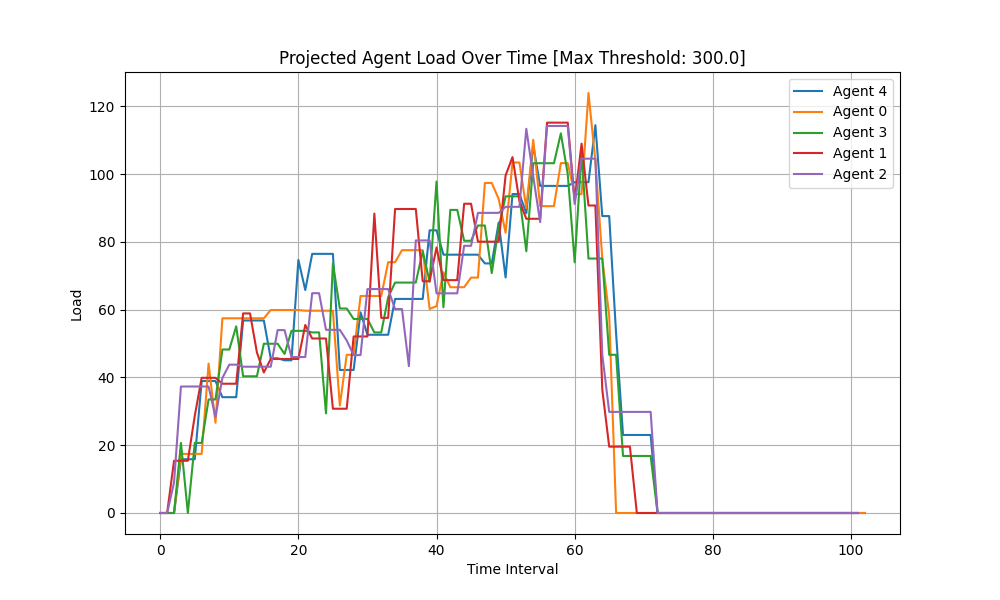 Projected Agent Load Over Time [Max Threshold: 300.0]
Agent 4
Agent 0
Agent 3
Agent 1
Agent 2
120
100
80
60
40
20
0
Load
0 20 40 60 80 100
Time Interval